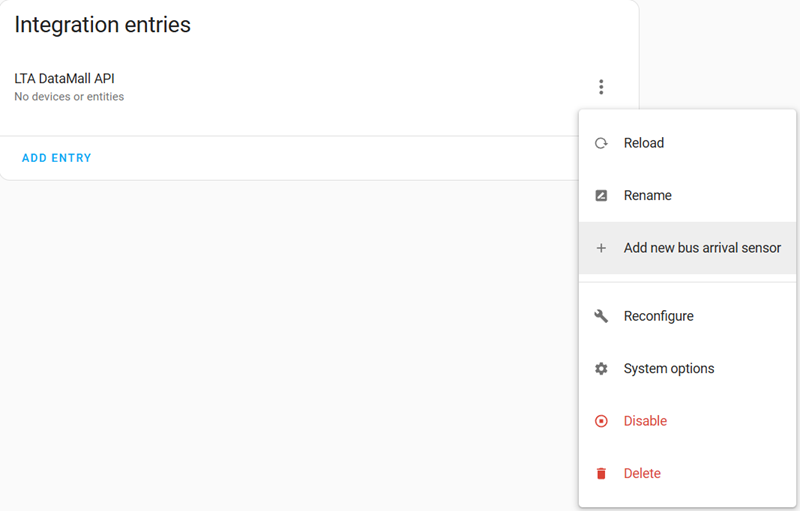 Integration entries
LTA DataMall API
No devices or entities
ADD ENTRY
Reload
Rename
Add new bus arrival sensor
Reconfigure
System options
Disable
Delete